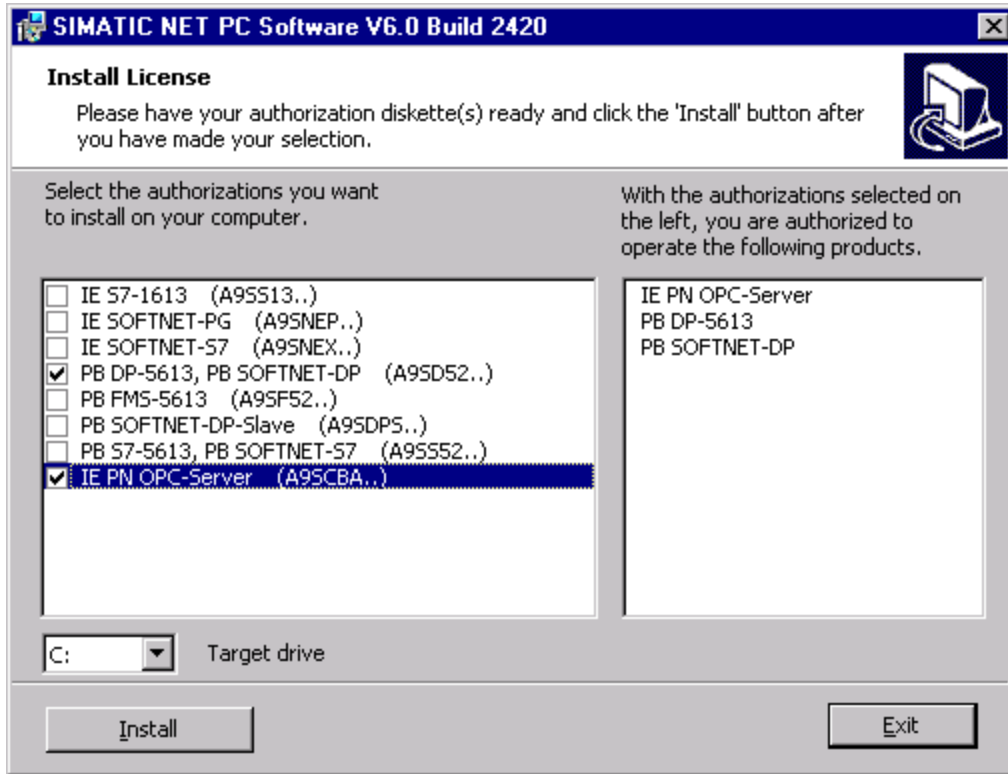 SIMATIC NET PC Software V6.0 Build 2420
Install License
Please have your authorization diskette(s) ready and click the 'Install' button after
you have made your selection.
Select the authorizations you want
to install on your computer.
With the authorizations selected on
the left, you are authorized to
operate the following products.
IE S7-1613 (A9SS13..)
IE SOFTNET-PG (A9SNEP..)
IE SOFTNET-S7 (A9SNEX..)
PB DP-5613, PB SOFTNET-DP (A9SD52..)
PB FMS-5613 (A9SF52..)
PB SOFTNET-DP-Slave (A9SDPS..)
PB S7-5613, PB SOFTNET-S7 (A9SS52..)
IE PN OPC-Server (A9SCBA..)
IE PN OPC-Server
PB DP-5613
PB SOFTNET-DP
C:
Target drive
Install
Exit